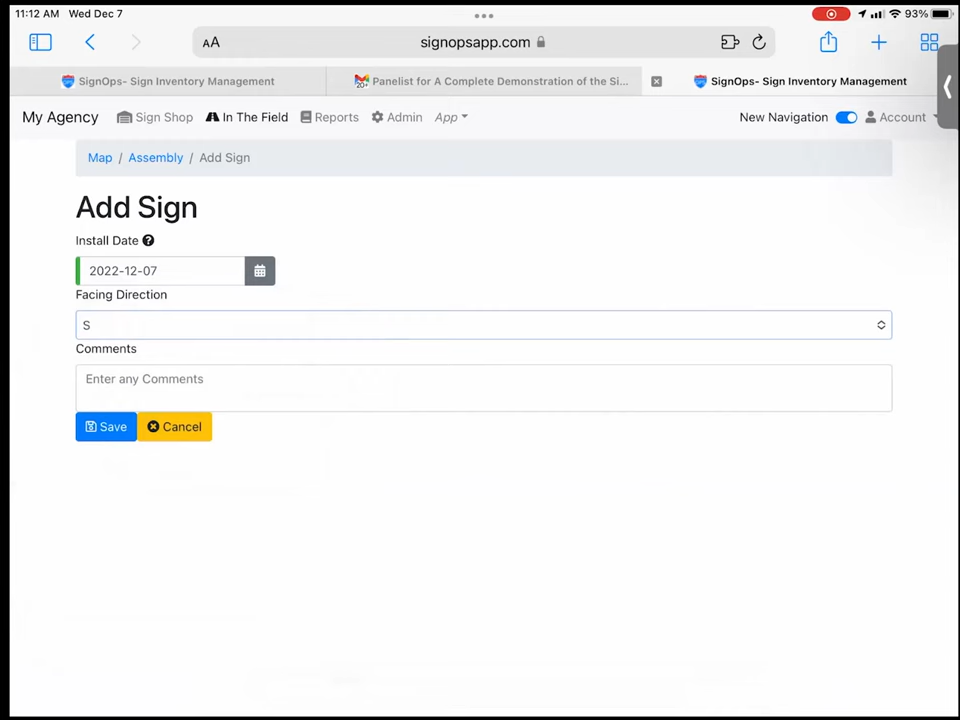 11:12 AM Wed Dec 7
93%
AA signopsapp.com
SignOps- Sign Inventory Management
20+ Panelist for A Complete Demonstration of the Si...
SignOps- Sign Inventory Management
My Agency Sign Shop In The Field Reports Admin App New Navigation Account
Map / Assembly / Add Sign
Add Sign
Install Date ?
2022-12-07
Facing Direction
S
Comments
Enter any Comments
Save Cancel